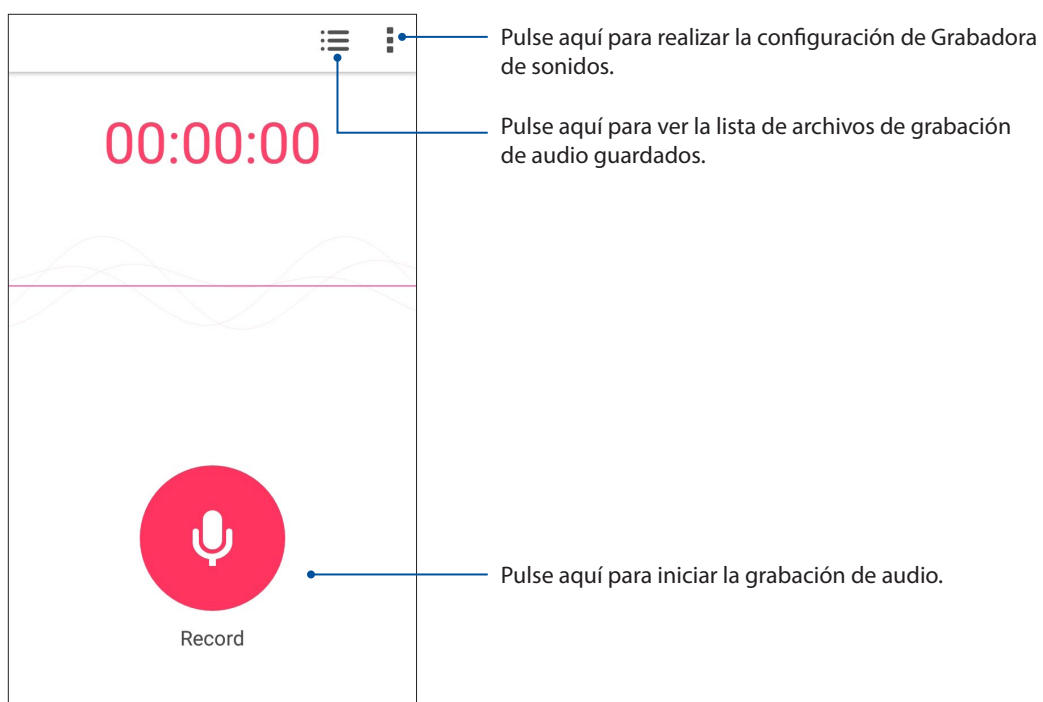 Pulse aquí para realizar la configuración de Grabadora
de sonidos.
Pulse aquí para ver la lista de archivos de grabación
de audio guardados.
00:00:00
Pulse aquí para iniciar la grabación de audio.
Record